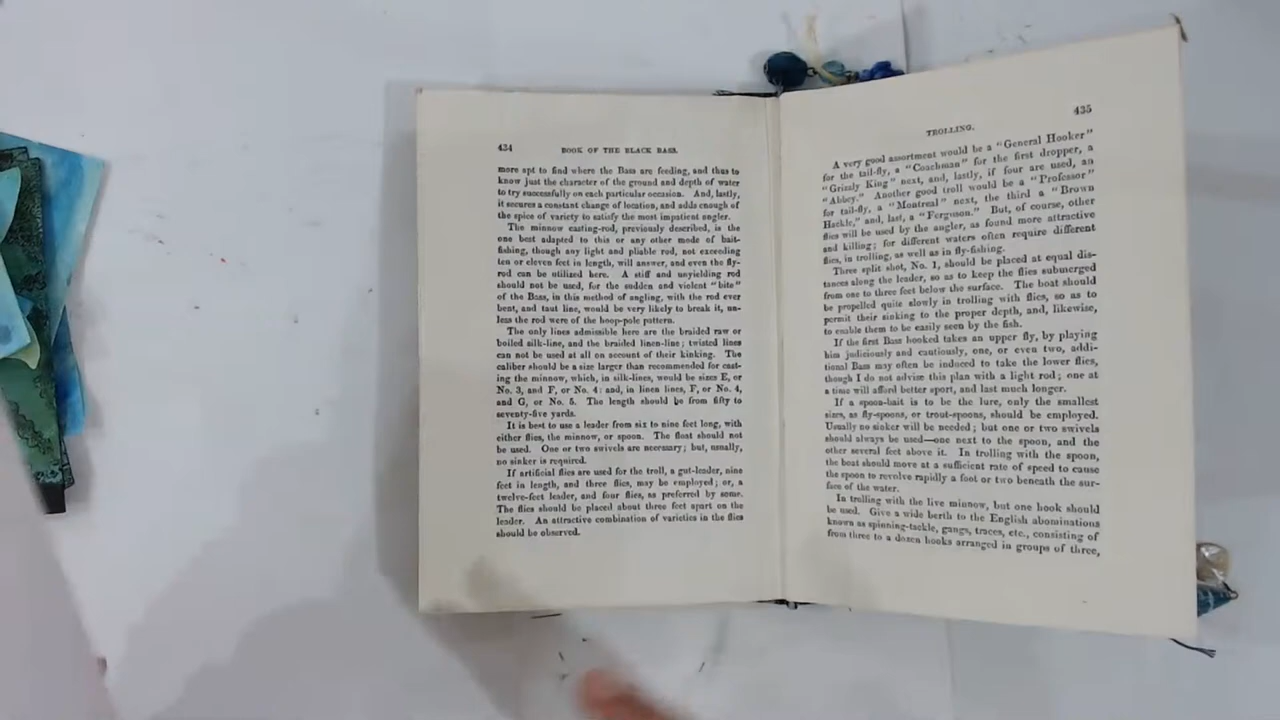 434
BOOK OF THE BLACK BASS.
more apt to find where the Bass are feeding, and thus to
know just the character of the ground and depth of water
to try successfully on each particular occasion. And, lastly,
it secures a constant change of location, and adds enough of
the spice of variety to satisfy the most impatient angler.
The minnow casting-rod, previously described, is the
one best adapted to this or any other mode of bait-
fishing, though any light and pliable rod, not exceeding
ten or eleven feet in length, will answer, and even the fly-
rod can be utilized here. A stiff and unyielding rod
should not be used, for the sudden and violent "bite"
of the Bass, in this method of angling, with the rod ever
bent, and taut line, would be very likely to break it, un-
less the rod were of the hoop-pole pattern.
The only lines admissible here are the braided raw or
boiled silk-line, and the braided linen-line; twisted lines
can not be used at all on account of their kinking. The
caliber should be a size larger than recommended for cast-
ing the minnow, which, in silk-lines, would be sizes E, or
No. 3, and F, or No. 4; and, in linen lines, F, or No. 4,
and G, or No. 5. The length should be from fifty to
seventy-five yards.
It is best to use a leader from six to nine feet long, with
either flies, the minnow, or spoon. The float should not
be used. One or two swivels are necessary; but, usually,
no sinker is required.
If artificial flies are used for the troll, a gut-leader, nine
feet in length, and three flies, may be employed; or, a
twelve-feet leader, and four flies, as preferred by some.
The flies should be placed about three feet apart on the
leader. An attractive combination of varieties in the flies
should be observed.
TROLLING.
435
A very good assortment would be a "General Hooker"
for the tail-fly, a "Coachman" for the first dropper, a
"Grizzly King" next, and, lastly, if four are used, an
"Abbey." Another good troll would be a "Professor"
for tail-fly, a "Montreal" next, the third a "Brown
Hackle," and, last, a "Ferguson." But, of course, other
flies will be used by the angler, as found more attractive
and killing; for different waters often require different
flies, in trolling, as well as in fly-fishing.
Three split shot, No. 1, should be placed at equal dis-
tances along the leader, so as to keep the flies submerged
from one to three feet below the surface. The boat should
be propelled quite slowly in trolling with flies, so as to
permit their sinking to the proper depth, and, likewise,
to enable them to be easily seen by the fish.
If the first Bass hooked takes an upper fly, by playing
him judiciously and cautiously, one, or even two, addi-
tional Bass may often be induced to take the lower flies,
though I do not advise this plan with a light rod; one at
a time will afford better sport, and last much longer.
If a spoon-bait is to be the lure, only the smallest
sizes, as fly-spoons, or trout-spoons, should be employed.
Usually no sinker will be needed; but one or two swivels
should always be used—one next to the spoon, and the
other several feet above it. In trolling with the spoon,
the boat should move at a sufficient rate of speed to cause
the spoon to revolve rapidly a foot or two beneath the sur-
face of the water.
In trolling with the live minnow, but one hook should
be used. Give a wide berth to the English abominations
known as spinning-tackle, gangs, traces, etc., consisting of
from three to a dozen hooks arranged in groups of three,